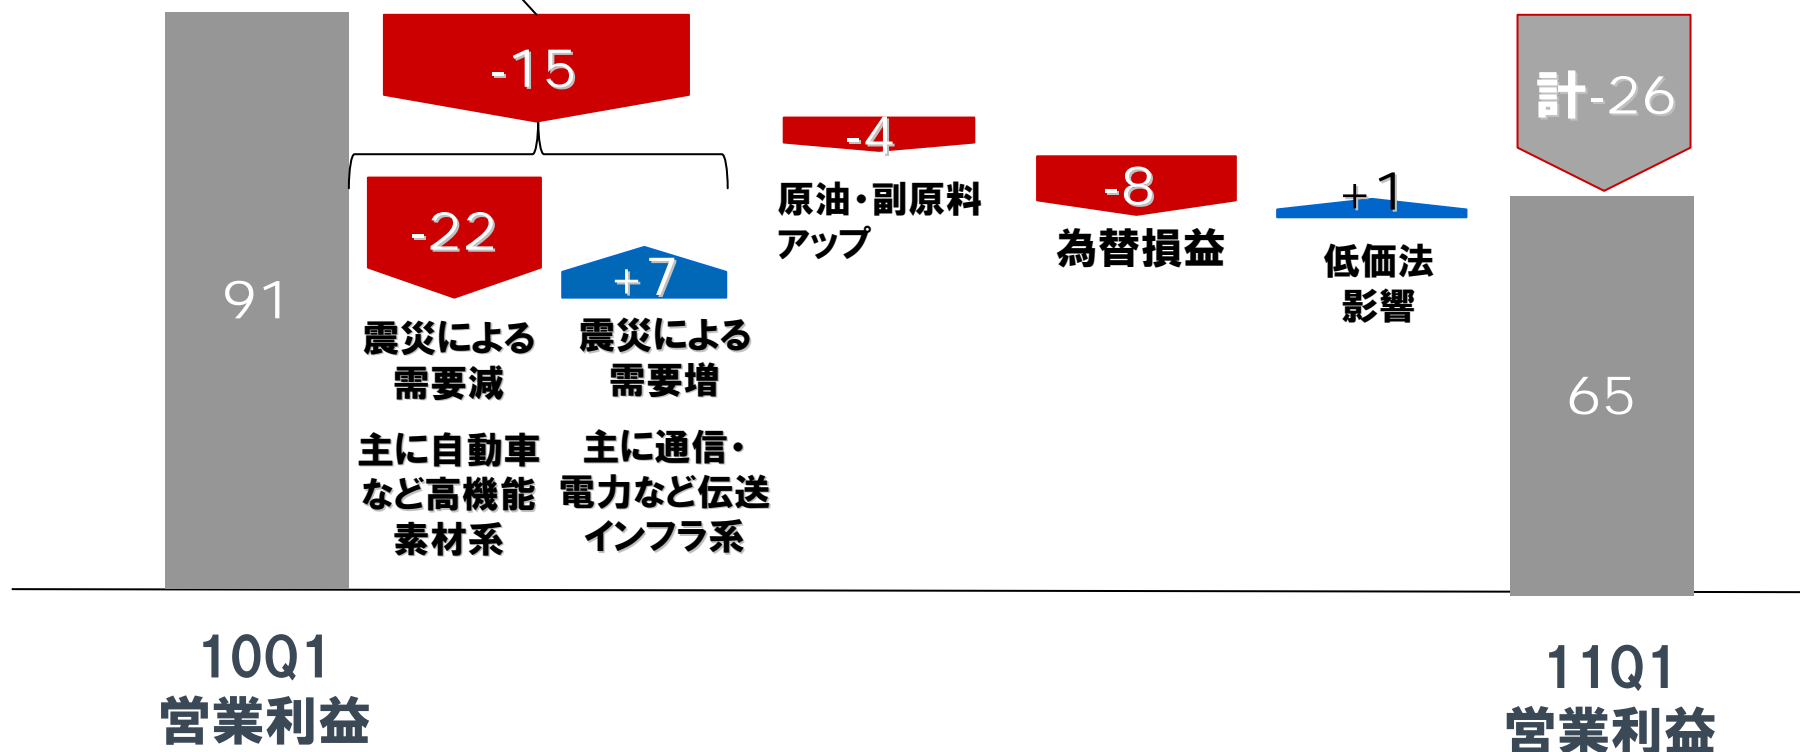 91
-15
-22
震災による
需要減
主に自動車
など高機能
素材系
+7
震災による
需要増
主に通信・
電力など伝送
インフラ系
-4
原油・副原料
アップ
-8
為替損益
+1
低価法
影響
計-26
65
10Q1
営業利益
11Q1
営業利益